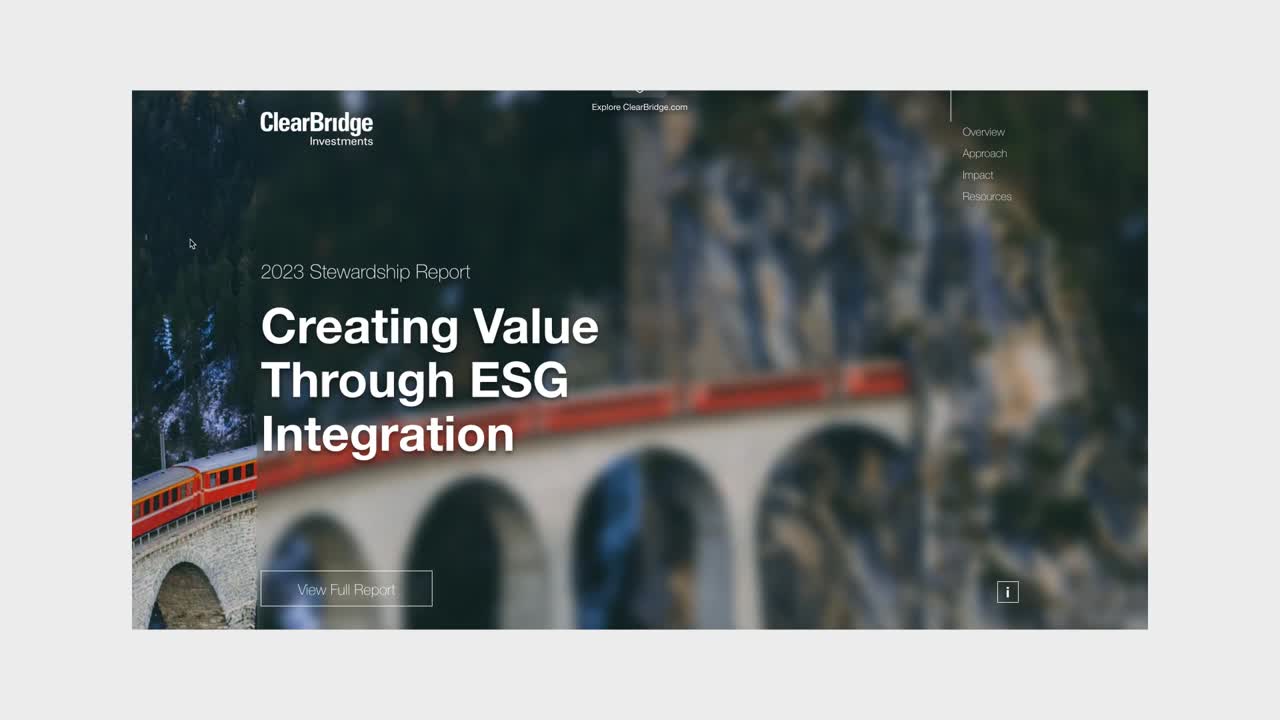 Explore ClearBridge.com
ClearBridge
Investments
Overview
Approach
Impact
Resources
2023 Stewardship Report
Creating Value
Through ESG
Integration
View Full Report
i